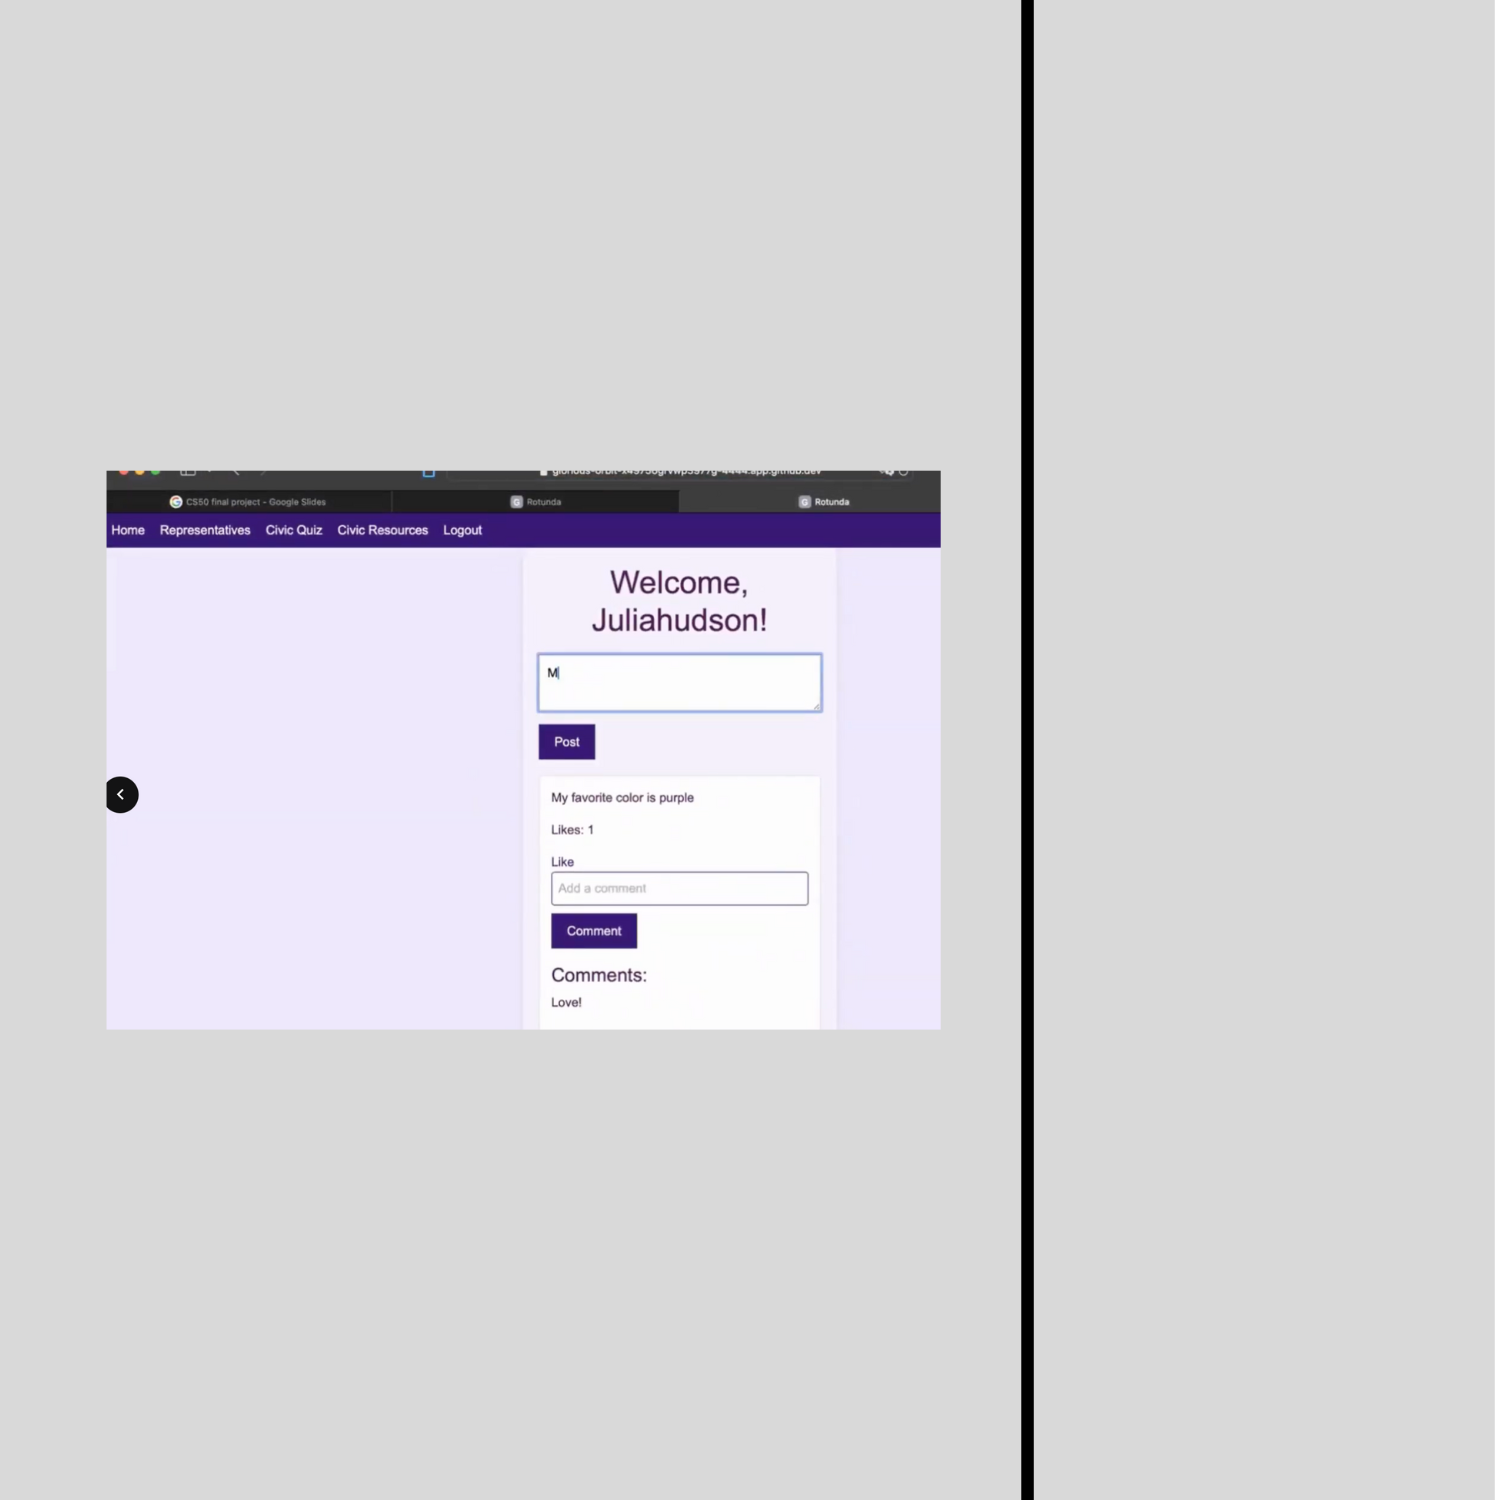 CS50 final project - Google Slides
G Rotunda
G Rotunda
Home Representatives Civic Quiz Civic Resources Logout
Welcome,
Juliahudson!
M
Post
My favorite color is purple
Likes: 1
Like
Add a comment
Comment
Comments:
Love!